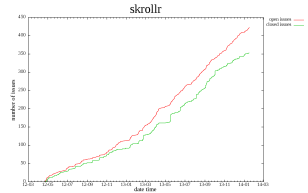 skrollr
open issues
closed issues
450
400
350
300
250
200
150
100
50
0
number of issues
12-03 12-05 12-07 12-09 12-11 13-01 13-03 13-05 13-07 13-09 13-11 14-01 14-03
date time